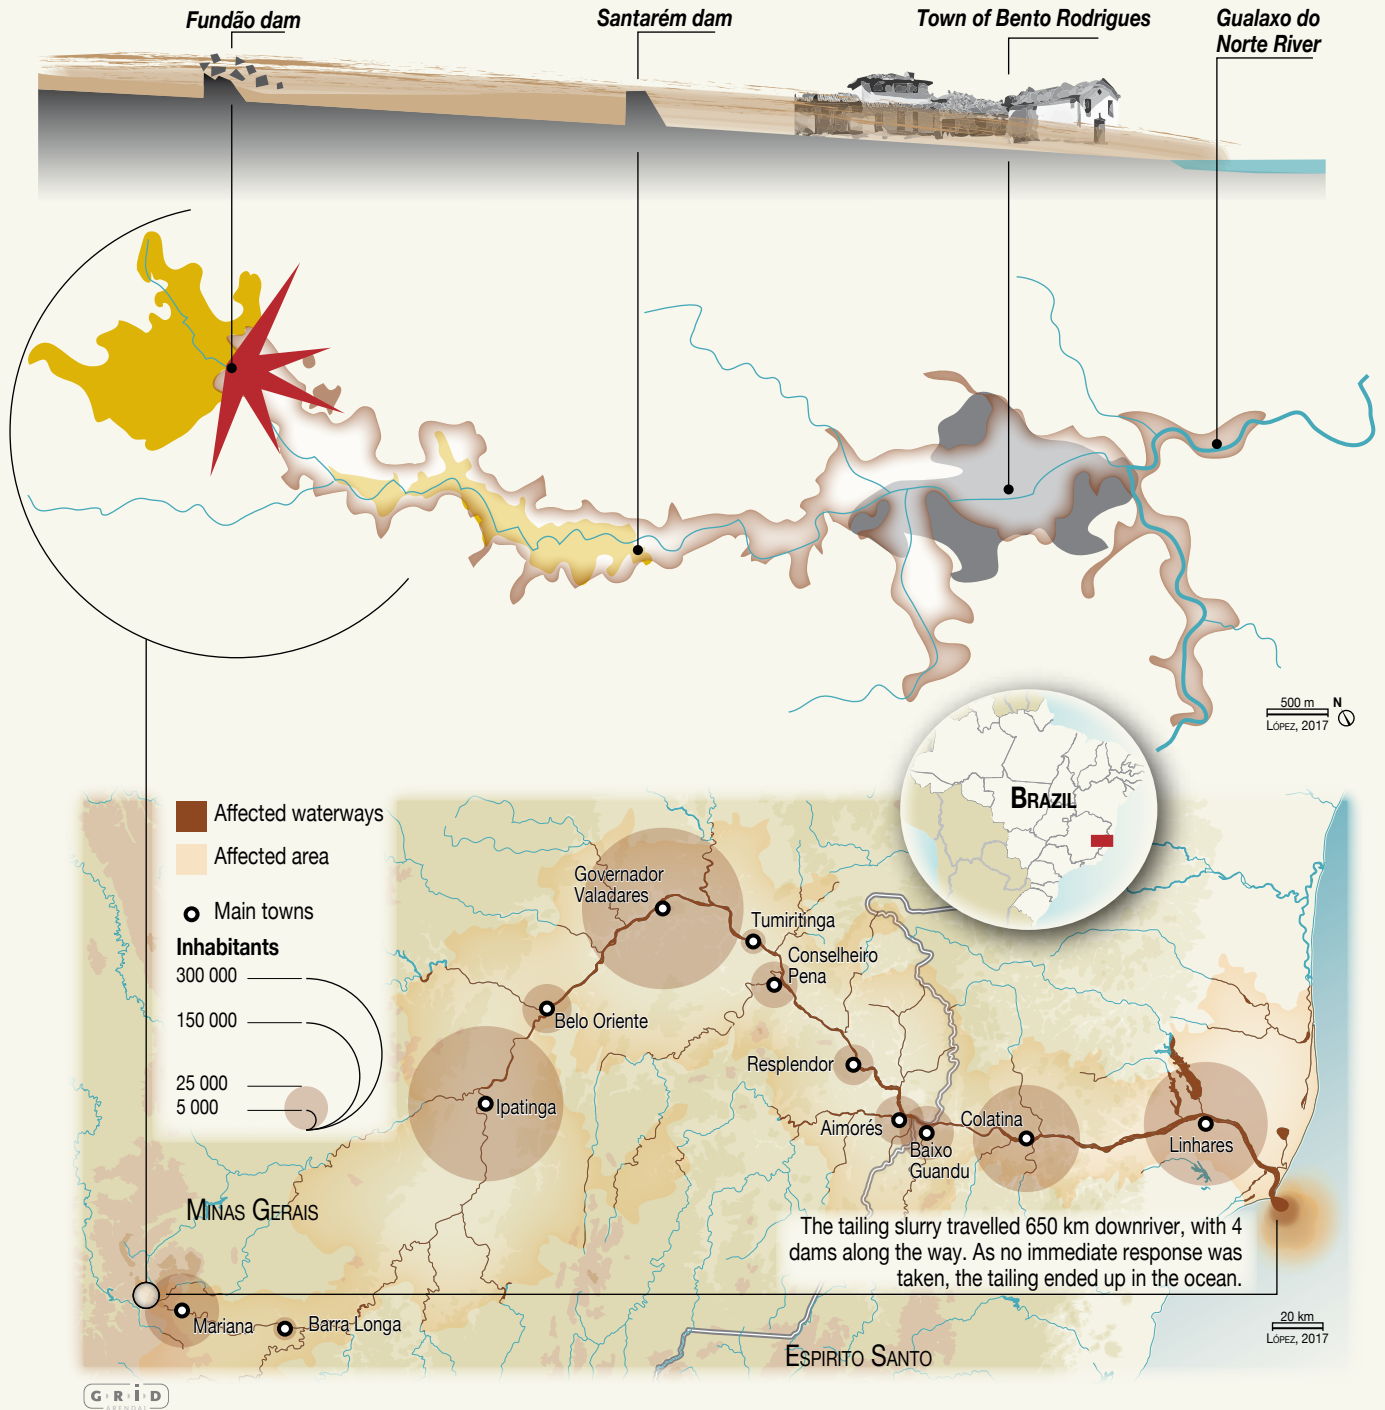 Fundão dam
Santarém dam
Town of Bento Rodrigues
Gualaxo do
Norte River
500 m
N
López, 2017
Brazil
Affected waterways
Affected area
Main towns
Inhabitants
300 000
150 000
25 000
5 000
Governador
Valadares
Tumiritinga
Conselheiro
Pena
Belo Oriente
Resplendor
Ipatinga
Aimorés
Baixo
Guandu
Colatina
Linhares
Minas Gerais
The tailing slurry travelled 650 km downriver, with 4
dams along the way. As no immediate response was
taken, the tailing ended up in the ocean.
Mariana
Barra Longa
20 km
López, 2017
Espirito Santo
GRiD
ARENDAL